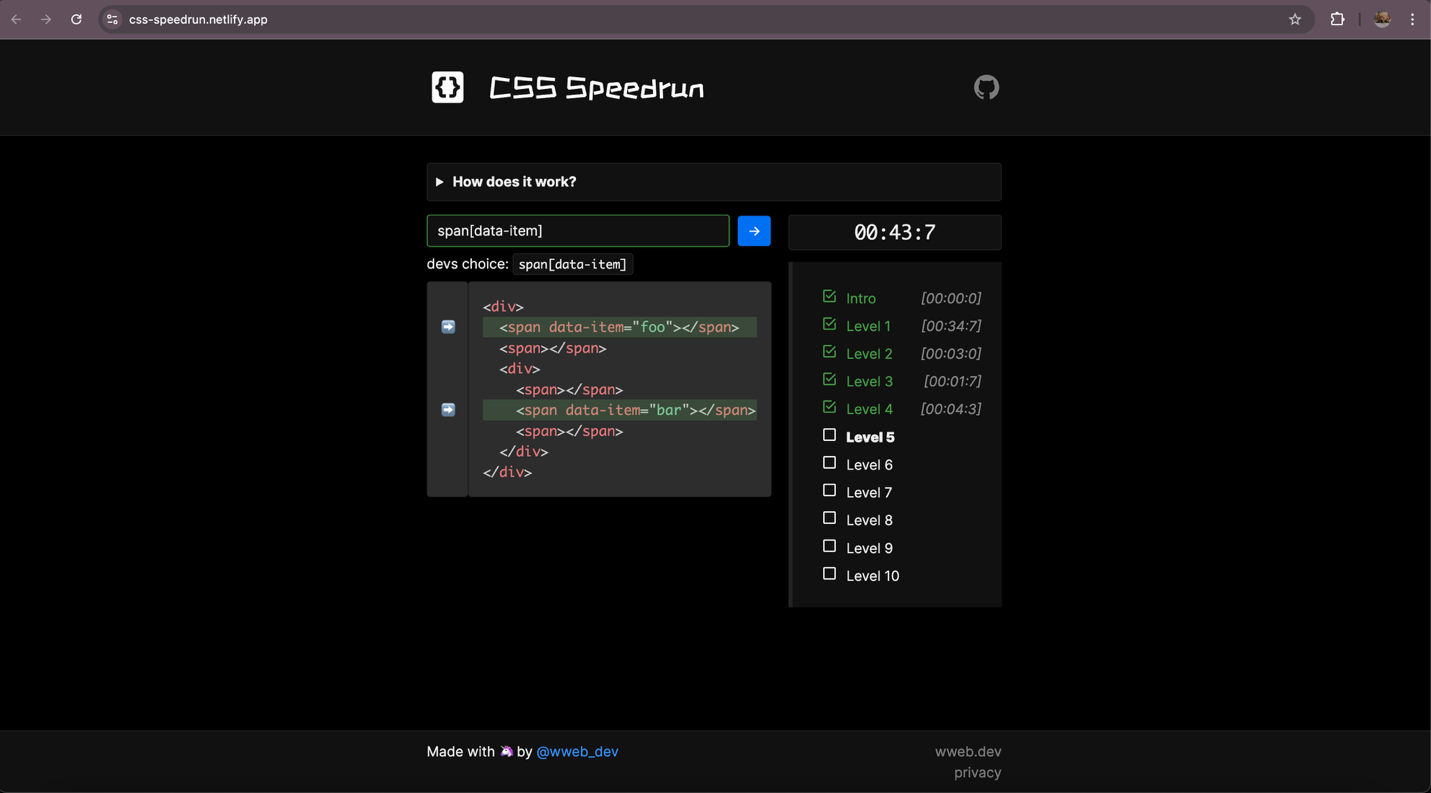 css-speedrun.netlify.app
CSS Speedrun
How does it work?
span[data-item]
00:43:7
devs choice: span[data-item]
<div>
<span data-item="foo"></span>
<span></span>
<div>
<span></span>
<span data-item="bar"></span>
<span></span>
</div>
</div>
Intro [00:00:0]
Level 1 [00:34:7]
Level 2 [00:03:0]
Level 3 [00:01:7]
Level 4 [00:04:3]
Level 5
Level 6
Level 7
Level 8
Level 9
Level 10
Made with 🦄 by @wweb_dev
wweb.dev
privacy